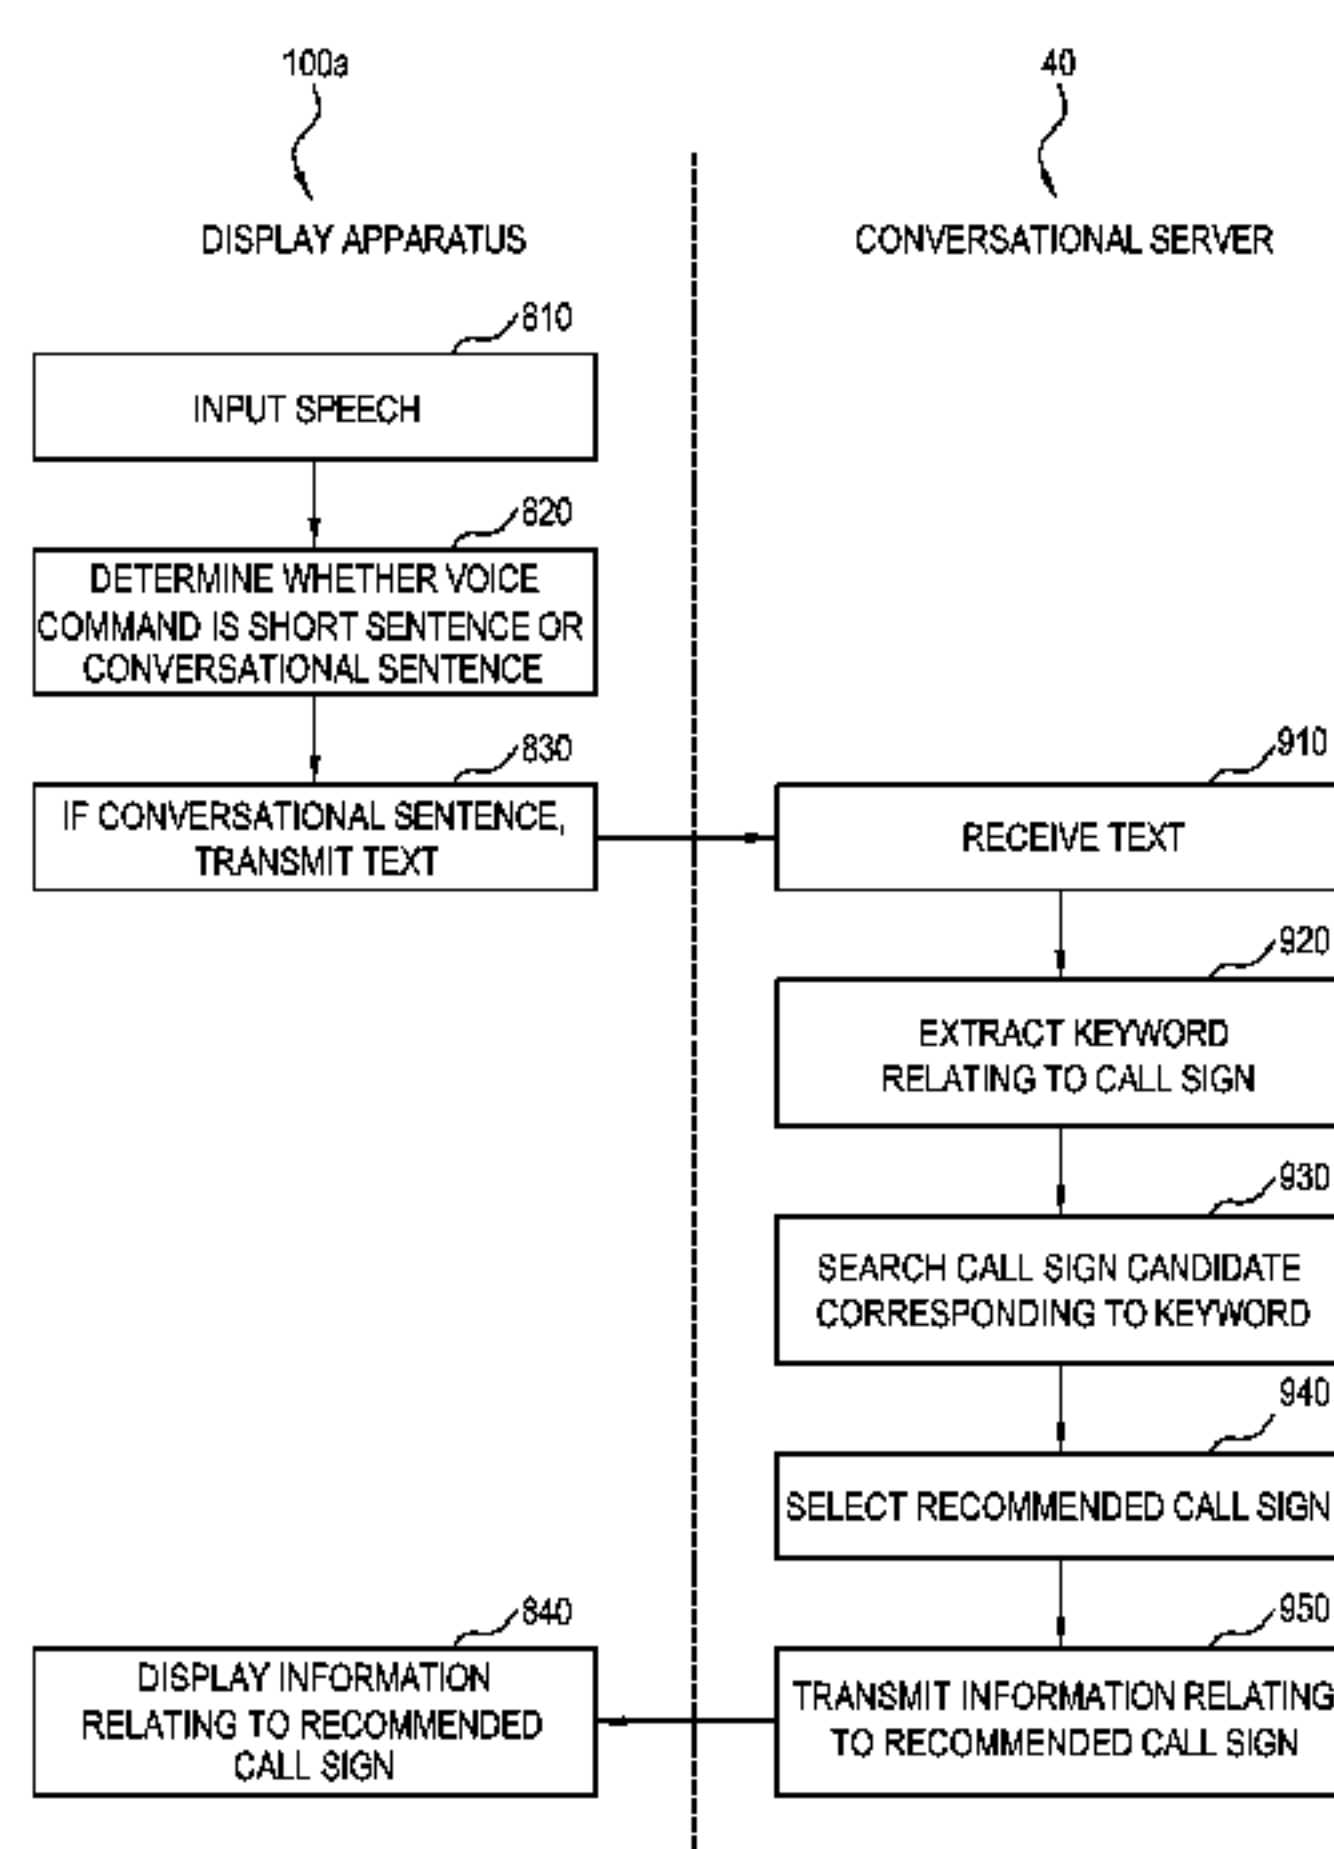 100a
40
DISPLAY APPARATUS
CONVERSATIONAL SERVER
810
INPUT SPEECH
820
DETERMINE WHETHER VOICE
COMMAND IS SHORT SENTENCE OR
CONVERSATIONAL SENTENCE
830
IF CONVERSATIONAL SENTENCE,
TRANSMIT TEXT
910
RECEIVE TEXT
920
EXTRACT KEYWORD
RELATING TO CALL SIGN
930
SEARCH CALL SIGN CANDIDATE
CORRESPONDING TO KEYWORD
940
SELECT RECOMMENDED CALL SIGN
950
TRANSMIT INFORMATION RELATING
TO RECOMMENDED CALL SIGN
840
DISPLAY INFORMATION
RELATING TO RECOMMENDED
CALL SIGN